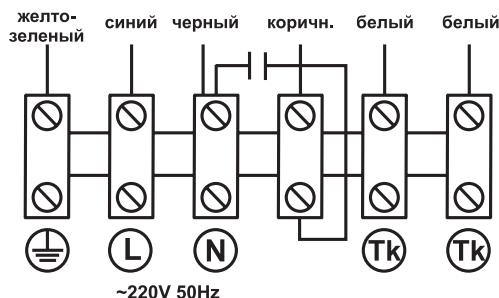 желто-
зеленый
синий
черный
коричн.
белый
белый
L
N
Tk
Tk
~220V 50Hz